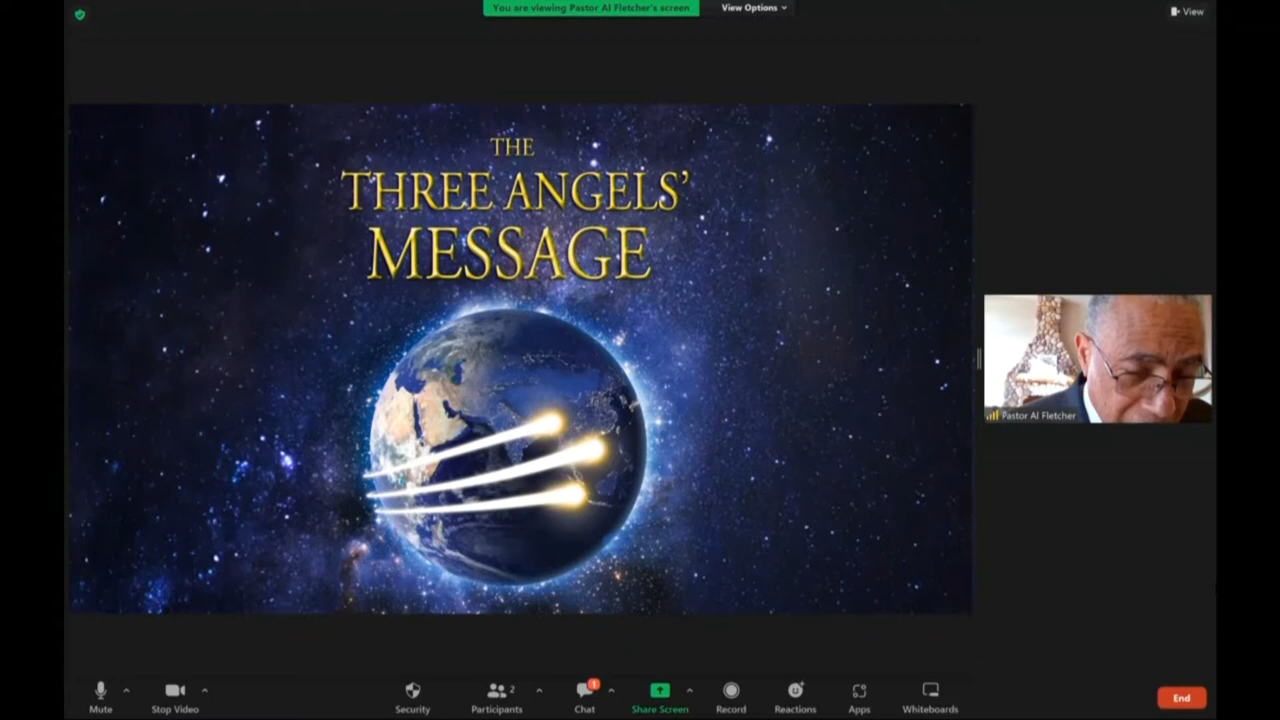 You are viewing Pastor Al Fletcher's screen
View Options
View
THE
THREE ANGELS'
MESSAGE
Pastor Al Fletcher
Mute
Stop Video
Security
Participants
2
Chat
1
Share Screen
Record
Reactions
Apps
Whiteboards
End